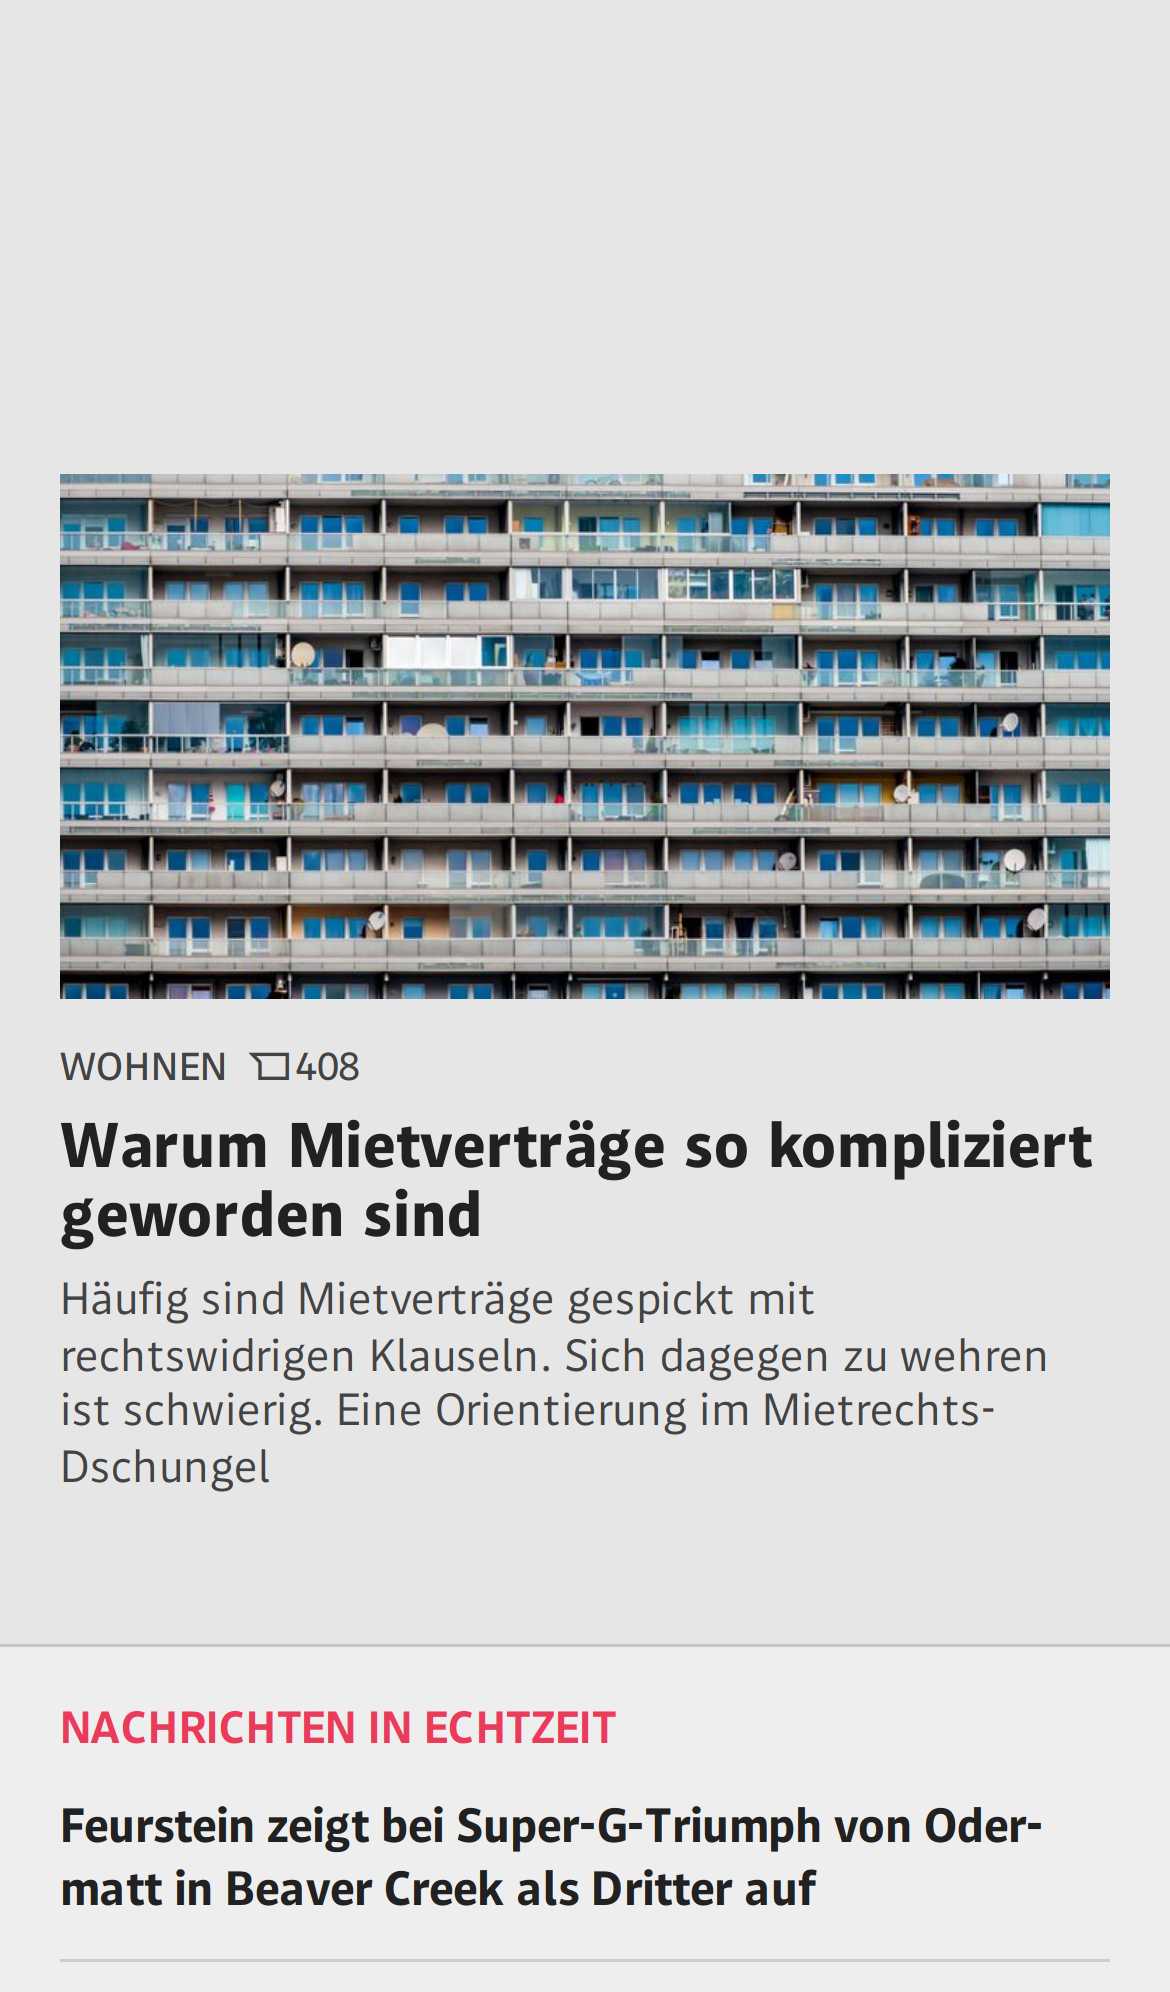 WOHNEN 408
Warum Mietverträge so kompliziert
geworden sind
Häufig sind Mietverträge gespickt mit
rechtswidrigen Klauseln. Sich dagegen zu wehren
ist schwierig. Eine Orientierung im Mietrechts-
Dschungel
NACHRICHTEN IN ECHTZEIT
Feurstein zeigt bei Super-G-Triumph von Oder-
matt in Beaver Creek als Dritter auf